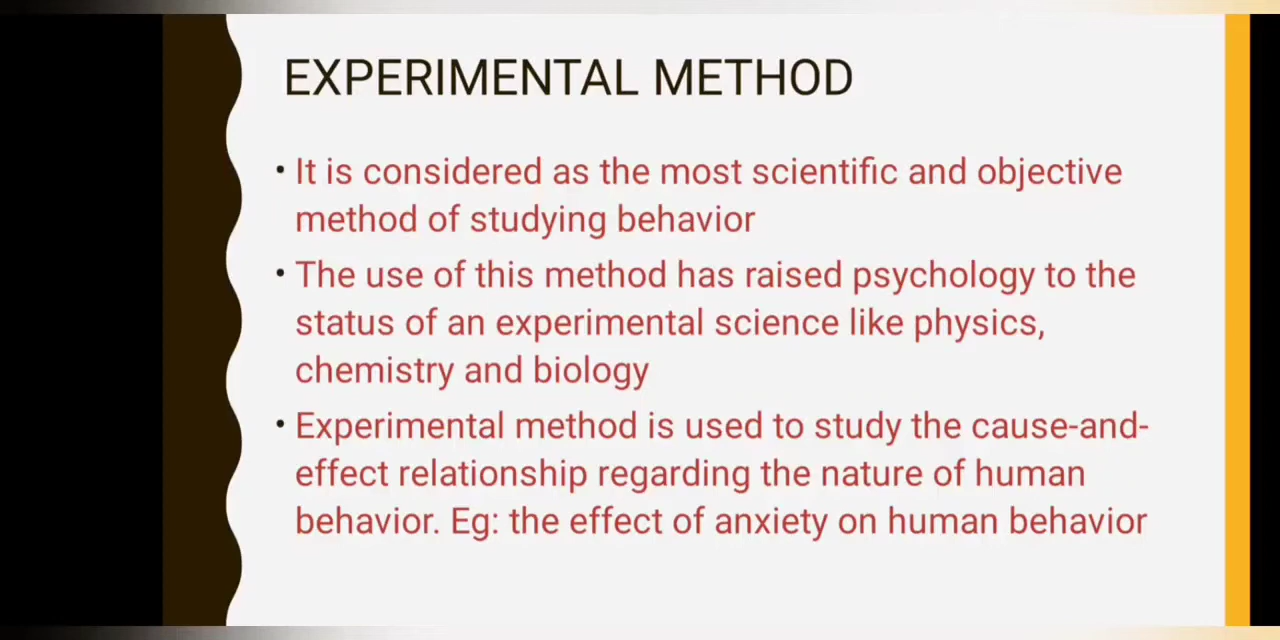 EXPERIMENTAL METHOD
• It is considered as the most scientific and objective
method of studying behavior
• The use of this method has raised psychology to the
status of an experimental science like physics,
chemistry and biology
• Experimental method is used to study the cause-and-
effect relationship regarding the nature of human
behavior. Eg: the effect of anxiety on human behavior